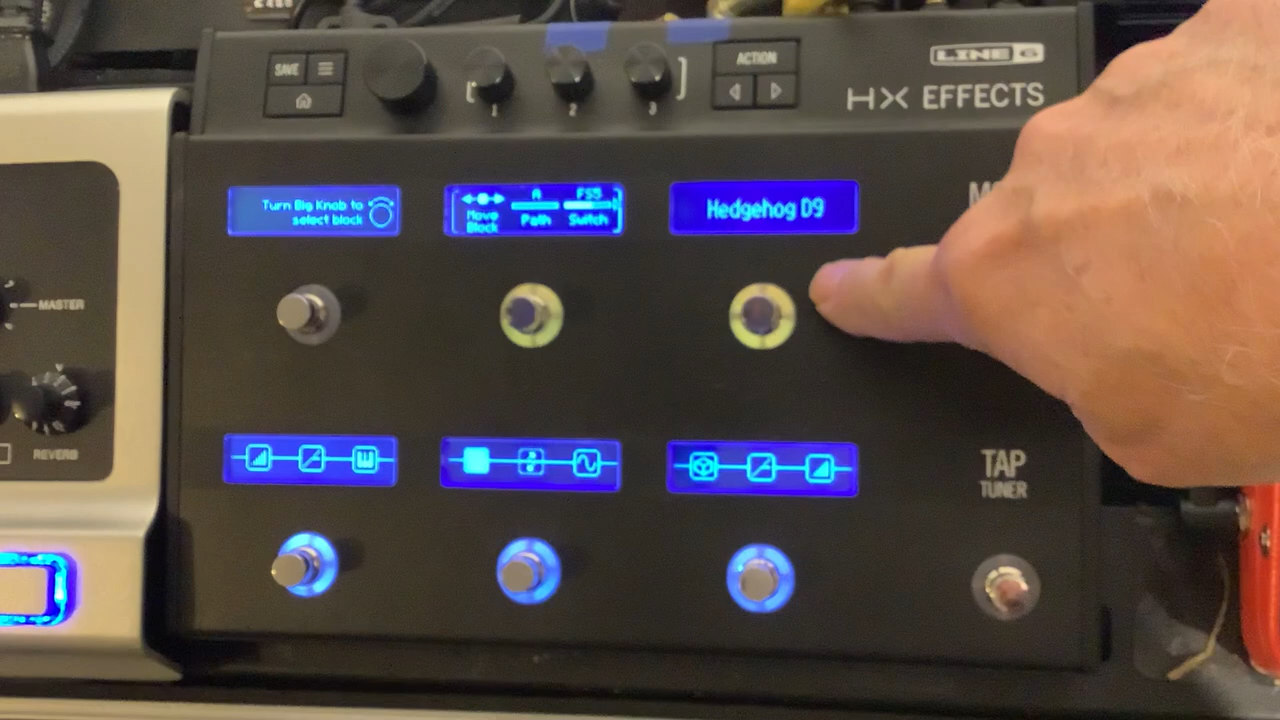 SAVE
ACTION
LINE 6
HX EFFECTS
1
2
3
Turn Big Knob to
select block
Move
Block
A
Path
FS5
Switch
Hedgehog D9
MASTER
REVERB
TAP
TUNER